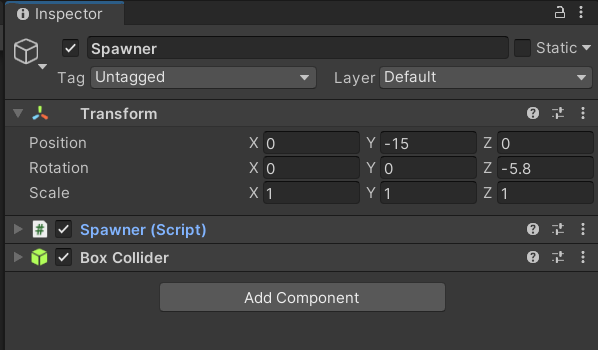 Inspector
Spawner Static
Tag Untagged Layer Default
Transform
Position X 0 Y -15 Z 0
Rotation X 0 Y 0 Z -5.8
Scale X 1 Y 1 Z 1
# Spawner (Script)
Box Collider
Add Component